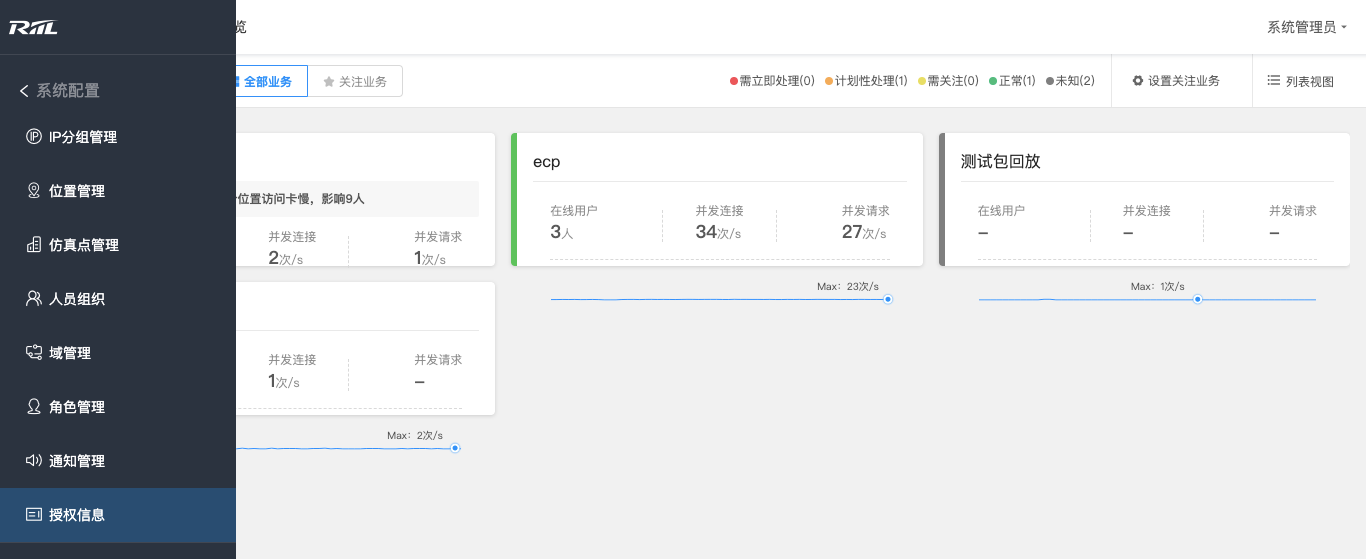 RIIL
系统配置
IP分组管理
位置管理
仿真点管理
人员组织
域管理
角色管理
通知管理
授权信息
览
系统管理员
全部业务
关注业务
需立即处理(0)
计划性处理(1)
需关注(0)
正常(1)
未知(2)
设置关注业务
列表视图
位置访问卡慢，影响9人
并发连接
并发请求
2次/s
1次/s
ecp
在线用户
并发连接
并发请求
3人
34次/s
27次/s
Max：23次/s
测试包回放
在线用户
并发连接
并发请求
–
–
–
Max：1次/s
并发连接
并发请求
1次/s
–
Max：2次/s